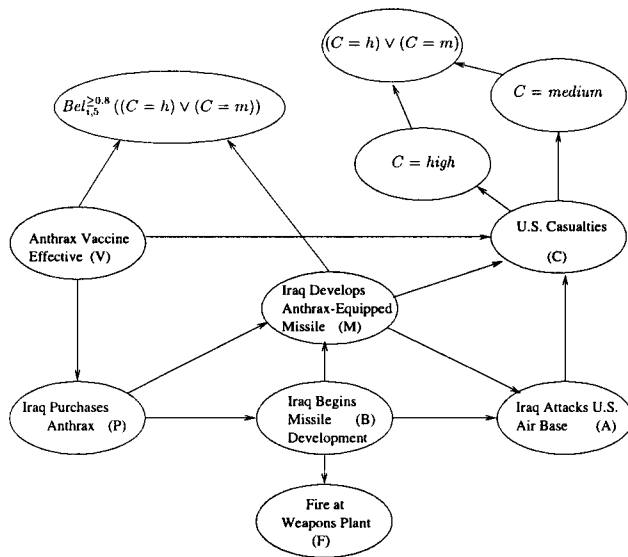 (C = h) ∨ (C = m)
Bel^{≥0.8}_{i,5} ((C = h) ∨ (C = m))
C = medium
C = high
Anthrax Vaccine
Effective (V)
U.S. Casualties
(C)
Iraq Develops
Anthrax-Equipped
Missile (M)
Iraq Purchases
Anthrax (P)
Iraq Begins
Missile (B)
Development
Iraq Attacks U.S.
Air Base (A)
Fire at
Weapons Plant
(F)